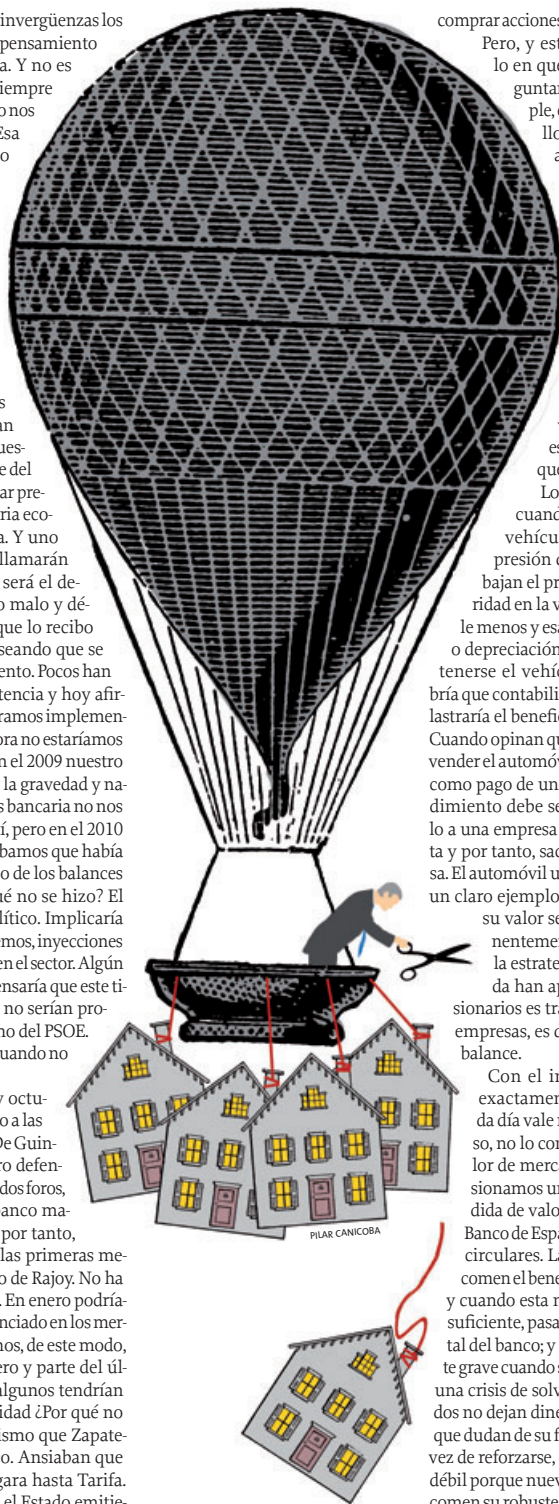 invergüenzas los
pensamiento
a. Y no es
iempre
o nos
Esa
o
s
an
ues-
e del
ar pre-
ria eco-
a. Y uno
llamarán
será el de-
o malo y dé-
que lo recibo
seando que se
ento. Pocos han
tencia y hoy afir-
ramos implemen-
ora no estaríamos
n el 2009 nuestro
la gravedad y na-
s bancaria no nos
í, pero en el 2010
bamos que había
o de los balances
ué no se hizo? El
lítico. Implicaría
emos, inyecciones
en el sector. Algún
ensaría que este ti-
no serían pro-
no del PSOE.
uando no
y octu-
o a las
De Guin-
ro defen-
dos foros,
banco ma-
por tanto,
las primeras me-
o de Rajoy. No ha
. En enero podría-
nciado en los mer-
nos, de este modo,
ero y parte del úl-
algunos tendrían
idad ¿Por qué no
ismo que Zapate-
o. Ansiaban que
gara hasta Tarifa.
el Estado emitie-
PILAR CANICOBA
comprar acciones
Pero, y est
lo en que
guntar
ple, e
llo
a
es
que
Lo
cuand
vehícu
presión d
bajan el pr
ridad en la v
le menos y esa
o depreciación
tenerse el vehíc
bría que contabili
lastraría el benefic
Cuando opinan qu
vender el automóv
como pago de un
dimiento debe se
lo a una empresa
ta y por tanto, sac
sa. El automóvil u
un claro ejemplo
su valor se
nentemen
la estrate
da han ap
sionarios es tra
empresas, es d
balance.
Con el in
exactamen
da día vale m
so, no lo con
lor de merc
sionamos u
dida de valo
Banco de Espa
circulares. La
comen el bene
y cuando esta n
suficiente, pasa
tal del banco; y
te grave cuando s
una crisis de solv
dos no dejan dine
que dudan de su f
vez de reforzarse,
débil porque nuev
comen su robuste